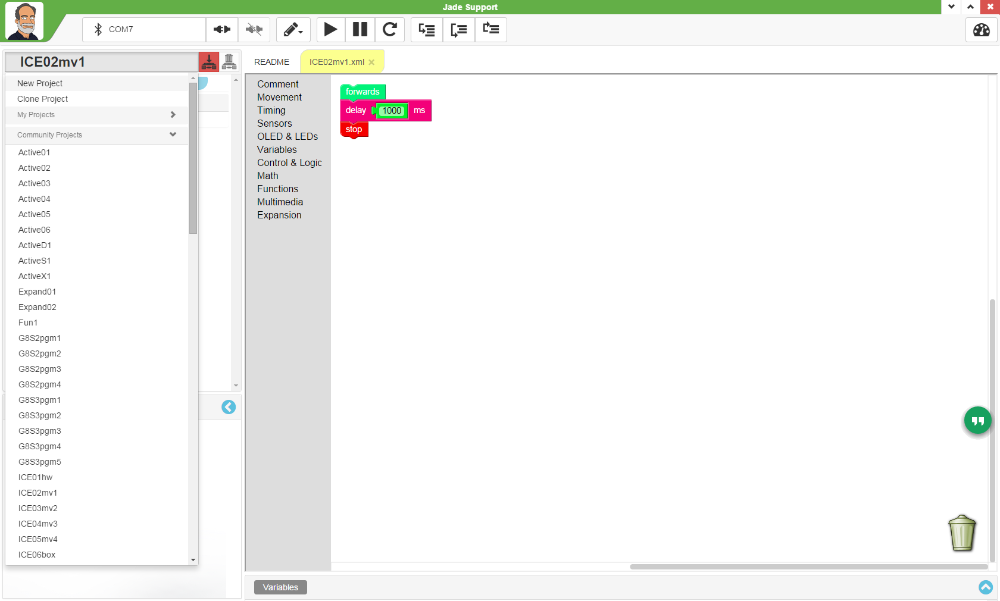 Jade Support
COM7
ICE02mv1
New Project
Clone Project
My Projects
Community Projects
Active01
Active02
Active03
Active04
Active05
Active06
ActiveD1
ActiveS1
ActiveX1
Expand01
Expand02
Fun1
G8S2pgm1
G8S2pgm2
G8S2pgm3
G8S2pgm4
G8S3pgm1
G8S3pgm2
G8S3pgm3
G8S3pgm4
G8S3pgm5
ICE01hw
ICE02mv1
ICE03mv2
ICE04mv3
ICE05mv4
ICE06box
README
ICE02mv1.xml
Comment
Movement
Timing
Sensors
OLED & LEDs
Variables
Control & Logic
Math
Functions
Multimedia
Expansion
forwards
delay 1000 ms
stop
Variables